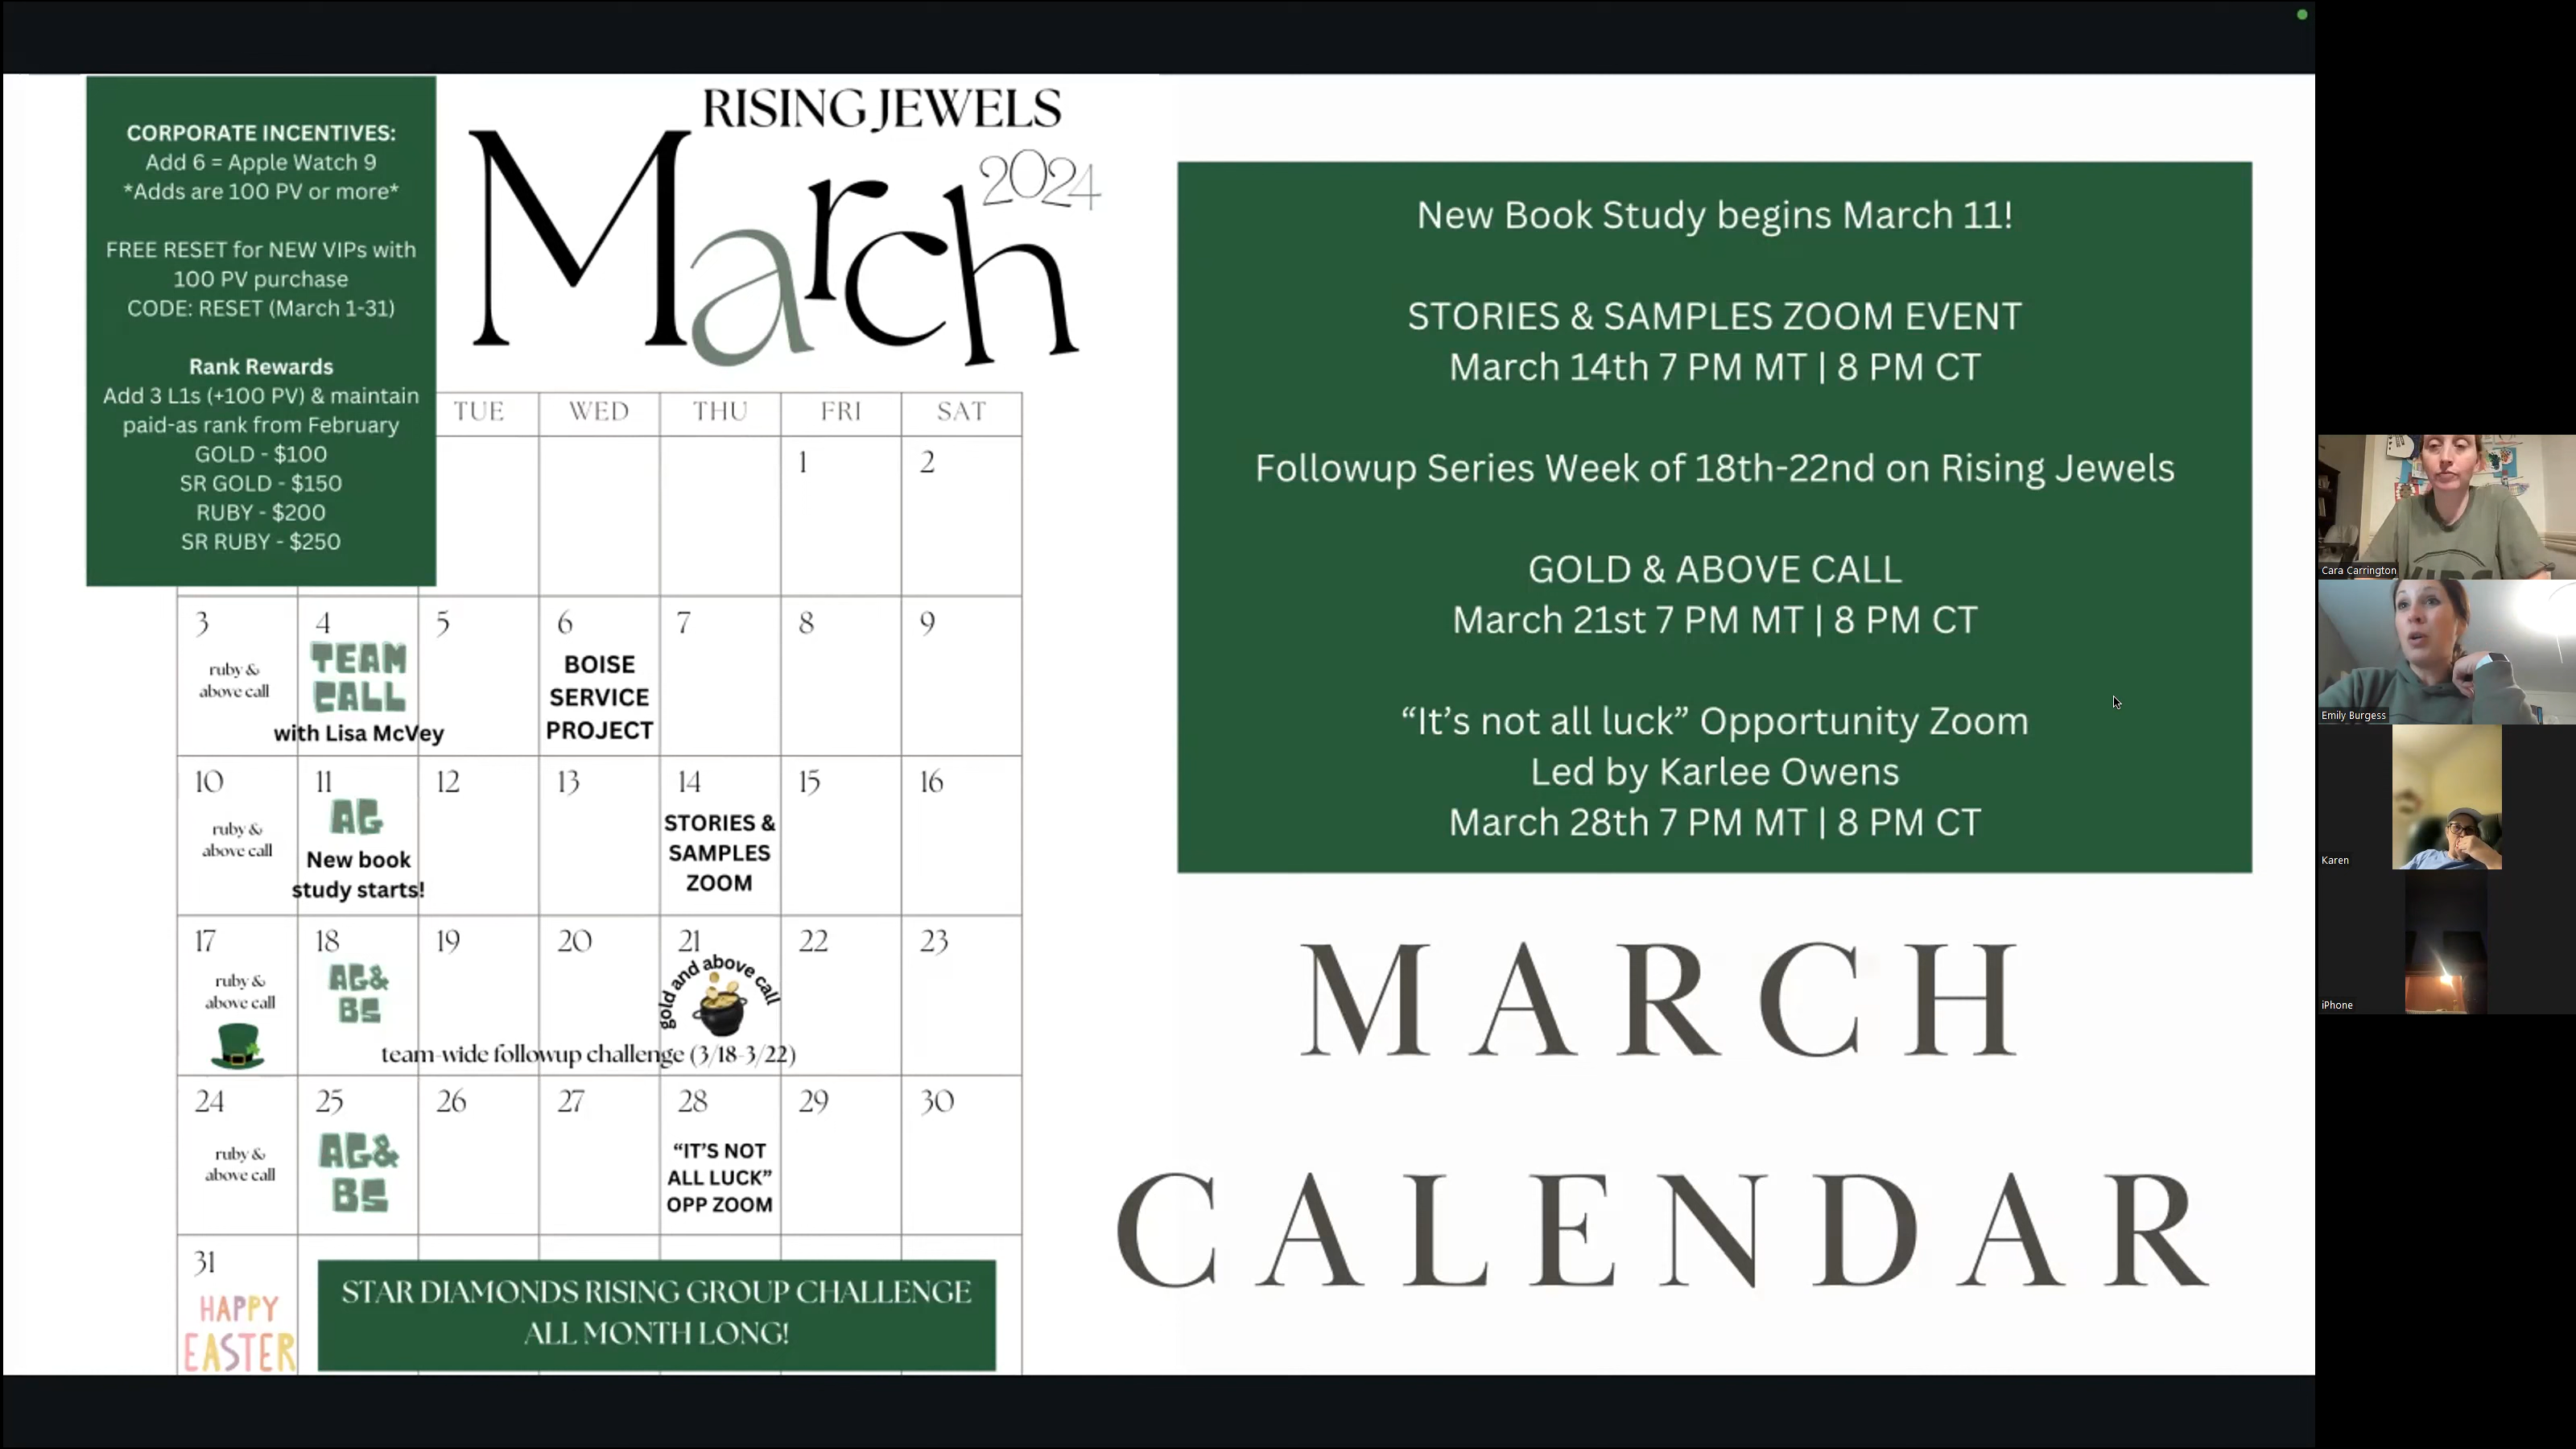 CORPORATE INCENTIVES:
Add 6 = Apple Watch 9
*Adds are 100 PV or more*
FREE RESET for NEW VIPs with
100 PV purchase
CODE: RESET (March 1-31)
Rank Rewards
Add 3 L1s (+100 PV) & maintain
paid-as rank from February
GOLD - $100
SR GOLD - $150
RUBY - $200
SR RUBY - $250
RISING JEWELS
March
2024
TUE WED THU FRI SAT
1 2
3 4 5 6 7 8 9
ruby &
above call
TEAM
CALL
with Lisa McVey
BOISE
SERVICE
PROJECT
10 11 12 13 14 15 16
ruby &
above call
AG
New book
study starts!
STORIES &
SAMPLES
ZOOM
17 18 19 20 21 22 23
ruby &
above call
AG&
BS
gold and above call
team-wide followup challenge (3/18-3/22)
24 25 26 27 28 29 30
ruby &
above call
AG&
BS
“IT’S NOT
ALL LUCK”
OPP ZOOM
31
HAPPY
EASTER
STAR DIAMONDS RISING GROUP CHALLENGE
ALL MONTH LONG!
New Book Study begins March 11!
STORIES & SAMPLES ZOOM EVENT
March 14th 7 PM MT | 8 PM CT
Followup Series Week of 18th-22nd on Rising Jewels
GOLD & ABOVE CALL
March 21st 7 PM MT | 8 PM CT
“It’s not all luck” Opportunity Zoom
Led by Karlee Owens
March 28th 7 PM MT | 8 PM CT
MARCH
CALENDAR
Cara Carrington
Emily Burgess
Karen
iPhone